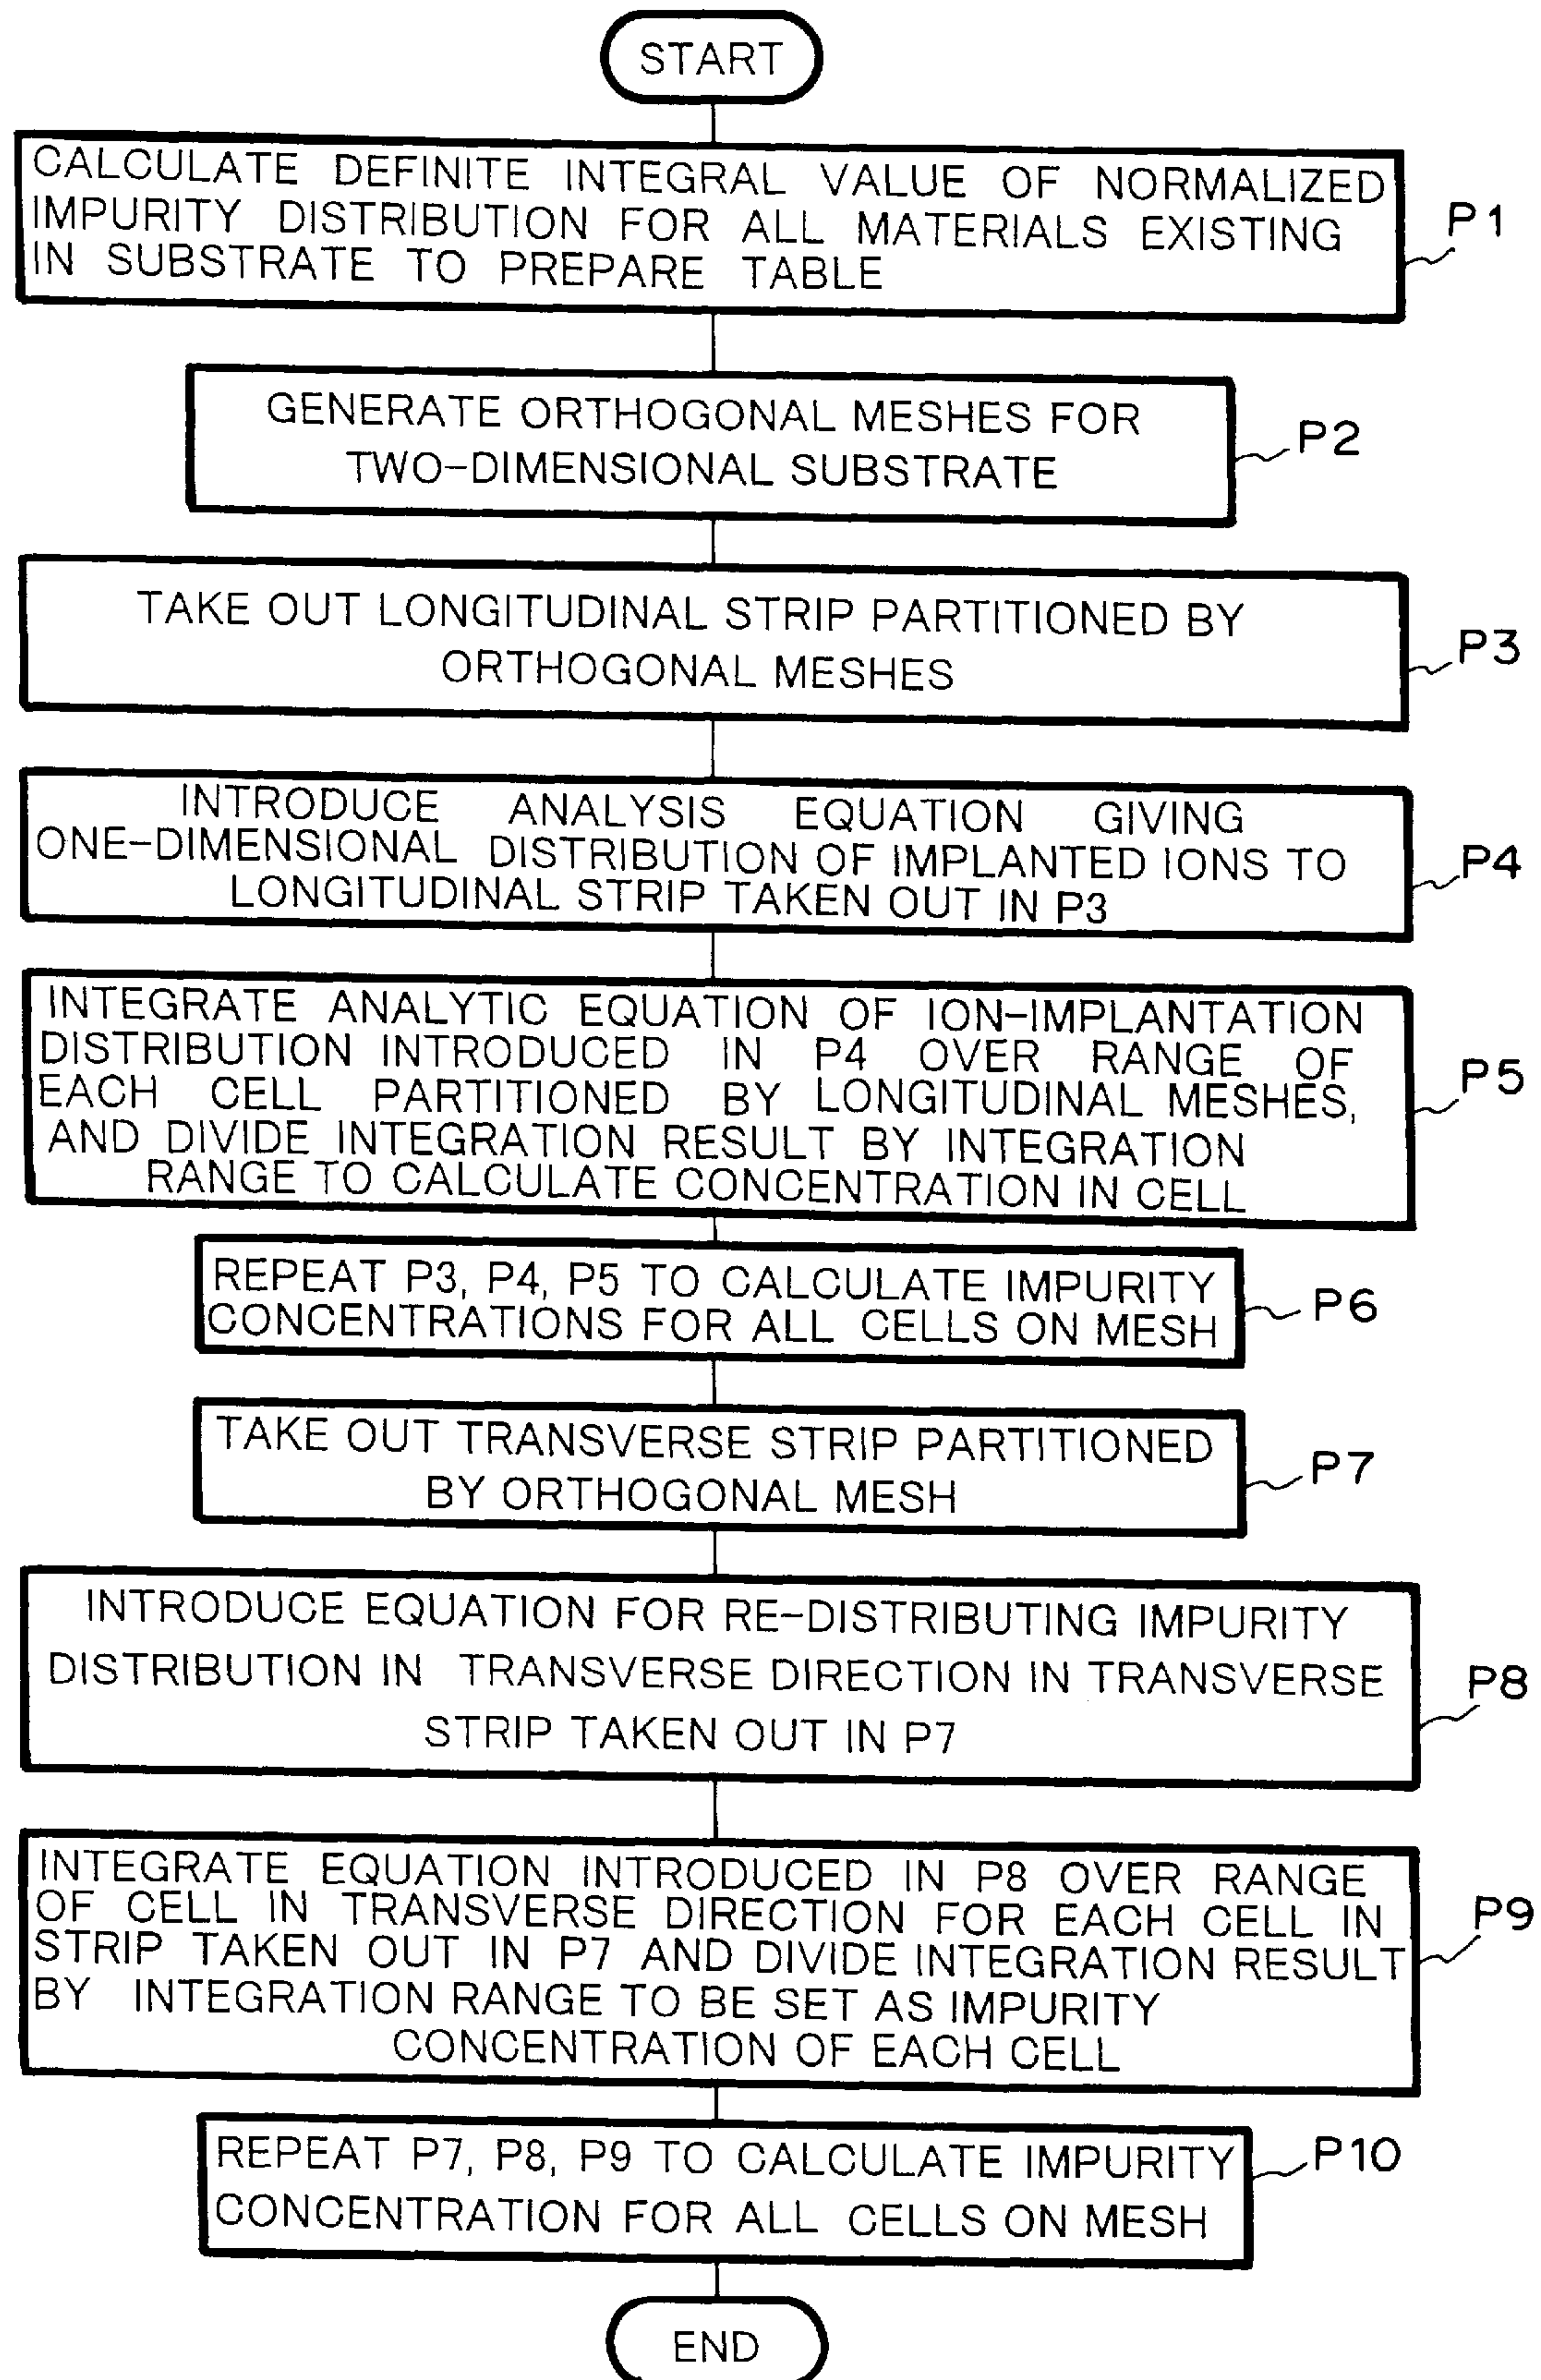 START
CALCULATE DEFINITE INTEGRAL VALUE OF NORMALIZED
IMPURITY DISTRIBUTION FOR ALL MATERIALS EXISTING
IN SUBSTRATE TO PREPARE TABLE
P1
GENERATE ORTHOGONAL MESHES FOR
TWO-DIMENSIONAL SUBSTRATE
P2
TAKE OUT LONGITUDINAL STRIP PARTITIONED BY
ORTHOGONAL MESHES
P3
INTRODUCE ANALYSIS EQUATION GIVING
ONE-DIMENSIONAL DISTRIBUTION OF IMPLANTED IONS TO
LONGITUDINAL STRIP TAKEN OUT IN P3
P4
INTEGRATE ANALYTIC EQUATION OF ION-IMPLANTATION
DISTRIBUTION INTRODUCED IN P4 OVER RANGE OF
EACH CELL PARTITIONED BY LONGITUDINAL MESHES,
AND DIVIDE INTEGRATION RESULT BY INTEGRATION
RANGE TO CALCULATE CONCENTRATION IN CELL
P5
REPEAT P3, P4, P5 TO CALCULATE IMPURITY
CONCENTRATIONS FOR ALL CELLS ON MESH
P6
TAKE OUT TRANSVERSE STRIP PARTITIONED
BY ORTHOGONAL MESH
P7
INTRODUCE EQUATION FOR RE-DISTRIBUTING IMPURITY
DISTRIBUTION IN TRANSVERSE DIRECTION IN TRANSVERSE
STRIP TAKEN OUT IN P7
P8
INTEGRATE EQUATION INTRODUCED IN P8 OVER RANGE
OF CELL IN TRANSVERSE DIRECTION FOR EACH CELL IN
STRIP TAKEN OUT IN P7 AND DIVIDE INTEGRATION RESULT
BY INTEGRATION RANGE TO BE SET AS IMPURITY
CONCENTRATION OF EACH CELL
P9
REPEAT P7, P8, P9 TO CALCULATE IMPURITY
CONCENTRATION FOR ALL CELLS ON MESH
P10
END